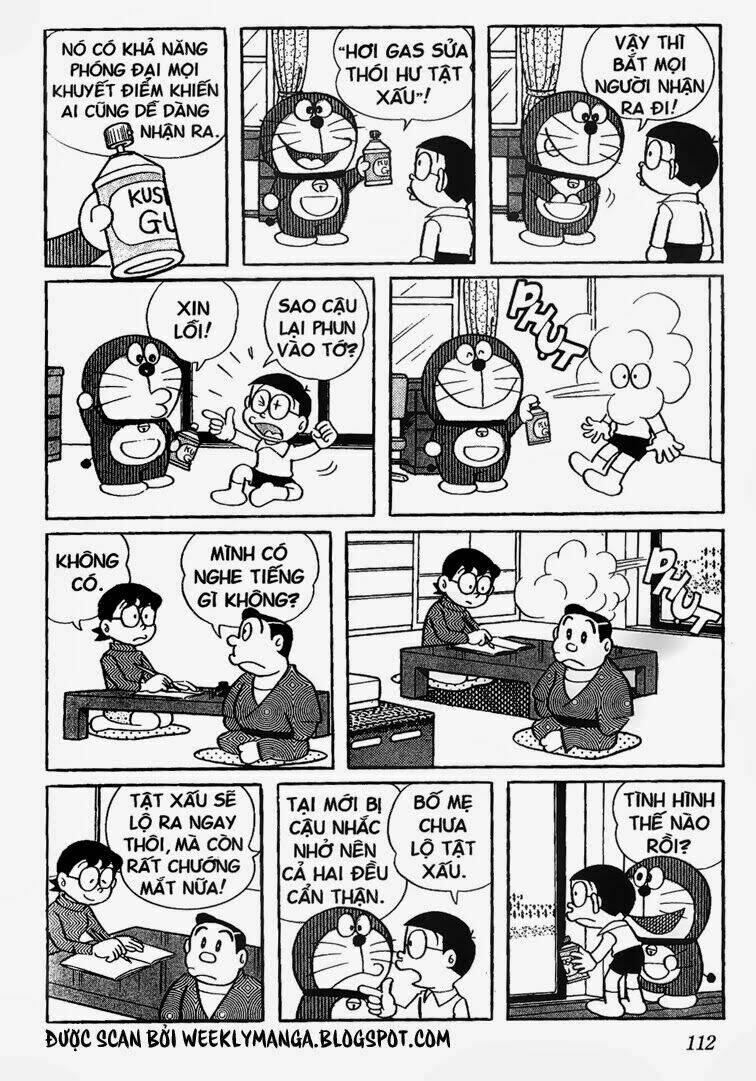 VẬY THÌ
BẮT MỌI
NGƯỜI NHẬN
RA ĐI!
"HƠI GAS SỬA
THÓI HƯ TẬT
XẤU"!
NÓ CÓ KHẢ NĂNG
PHÓNG ĐẠI MỌI
KHUYẾT ĐIỂM KHIẾN
AI CŨNG DỄ DÀNG
NHẬN RA.
KUS
GU
PHỤT
SAO CẬU
LẠI PHUN
VÀO TỚ?
XIN
LỖI!
PHỤT
MÌNH CÓ
NGHE TIẾNG
GÌ KHÔNG?
KHÔNG
CÓ.
TÌNH HÌNH
THẾ NÀO
RỒI?
BỐ MẸ
CHƯA
LỘ TẬT
XẤU.
TẠI MỚI BỊ
CẬU NHẮC
NHỞ NÊN
CẢ HAI ĐỀU
CẨN THẬN.
TẬT XẤU SẼ
LỘ RA NGAY
THÔI, MÀ CÒN
RẤT CHƯỚNG
MẮT NỮA!
ĐƯỢC SCAN BỞI WEEKLYMANGA.BLOGSPOT.COM
112